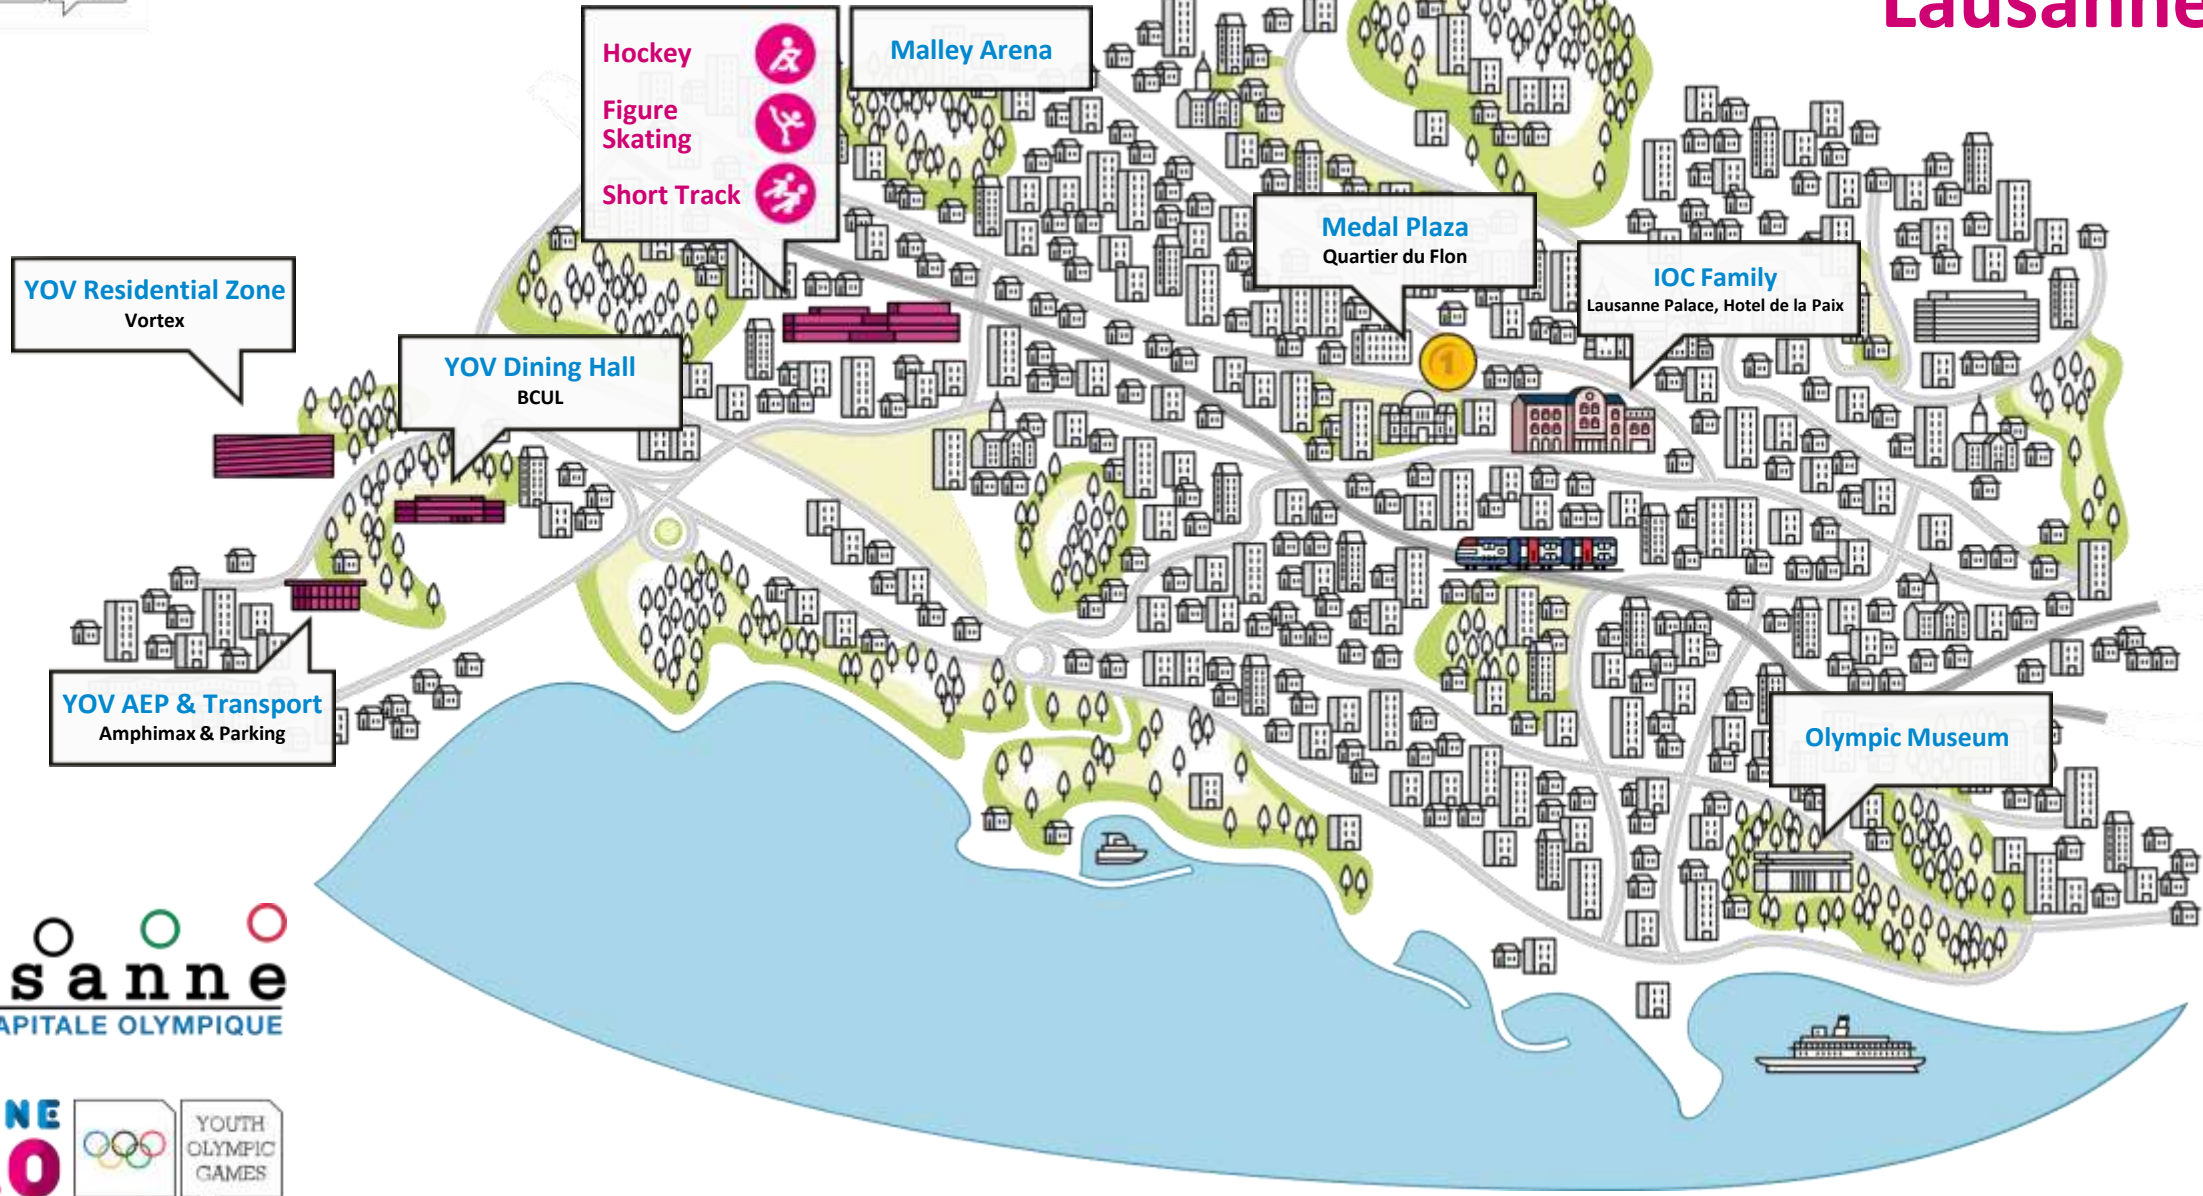 Lausanne
Hockey
Figure
Skating
Short Track
Malley Arena
Medal Plaza
Quartier du Flon
IOC Family
Lausanne Palace, Hotel de la Paix
YOV Residential Zone
Vortex
YOV Dining Hall
BCUL
1
YOV AEP & Transport
Amphimax & Parking
Olympic Museum
sanne
APITALE OLYMPIQUE
NE
YOUTH
OLYMPIC
GAMES